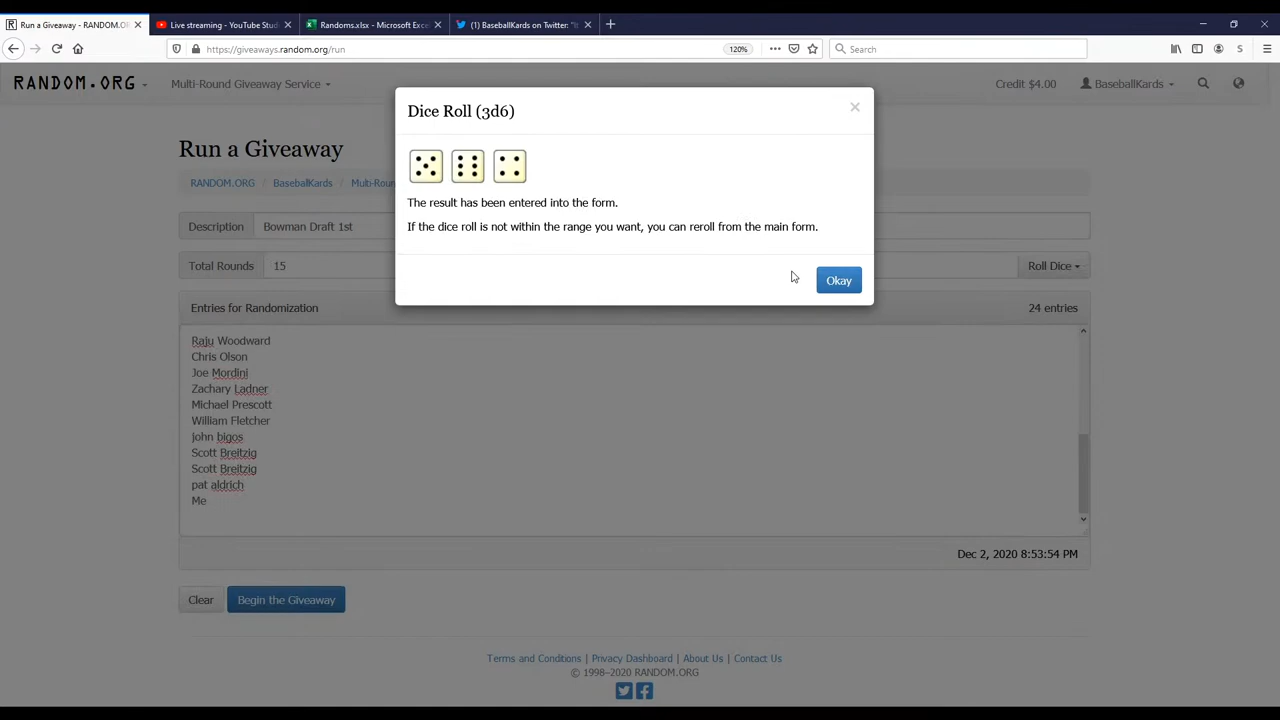 Run a Giveaway - RANDOM.OR
Live streaming - YouTube Stud
Randoms.xlsx - Microsoft Exce
(1) BaseballKards on Twitter: "It
https://giveaways.random.org/run
120%
Search
S
RANDOM.ORG
Multi-Round Giveaway Service
Credit $4.00
BaseballKards
Dice Roll (3d6)
×
The result has been entered into the form.
If the dice roll is not within the range you want, you can reroll from the main form.
Okay
Run a Giveaway
RANDOM.ORG
BaseballKards
Multi-Roun
Description
Bowman Draft 1st
Total Rounds
15
Roll Dice
Entries for Randomization
24 entries
Raju Woodward
Chris Olson
Joe Mordini
Zachary Ladner
Michael Prescott
William Fletcher
john bigos
Scott Breitzig
Scott Breitzig
pat aldrich
Me
Dec 2, 2020 8:53:54 PM
Clear
Begin the Giveaway
Terms and Conditions | Privacy Dashboard | About Us | Contact Us
© 1998–2020 RANDOM.ORG